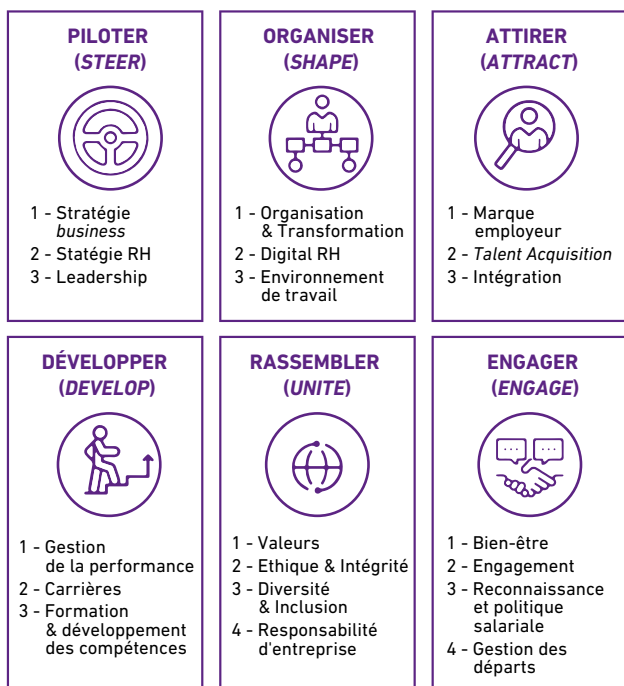 PILOTER
(STEER)
1 - Stratégie
business
2 - Statégie RH
3 - Leadership
ORGANISER
(SHAPE)
1 - Organisation
& Transformation
2 - Digital RH
3 - Environnement
de travail
ATTIRER
(ATTRACT)
1 - Marque
employeur
2 - Talent Acquisition
3 - Intégration
DÉVELOPPER
(DEVELOP)
1 - Gestion
de la performance
2 - Carrières
3 - Formation
& développement
des compétences
RASSEMBLER
(UNITE)
1 - Valeurs
2 - Ethique & Intégrité
3 - Diversité
& Inclusion
4 - Responsabilité
d'entreprise
ENGAGER
(ENGAGE)
1 - Bien-être
2 - Engagement
3 - Reconnaissance
et politique
salariale
4 - Gestion des
départs